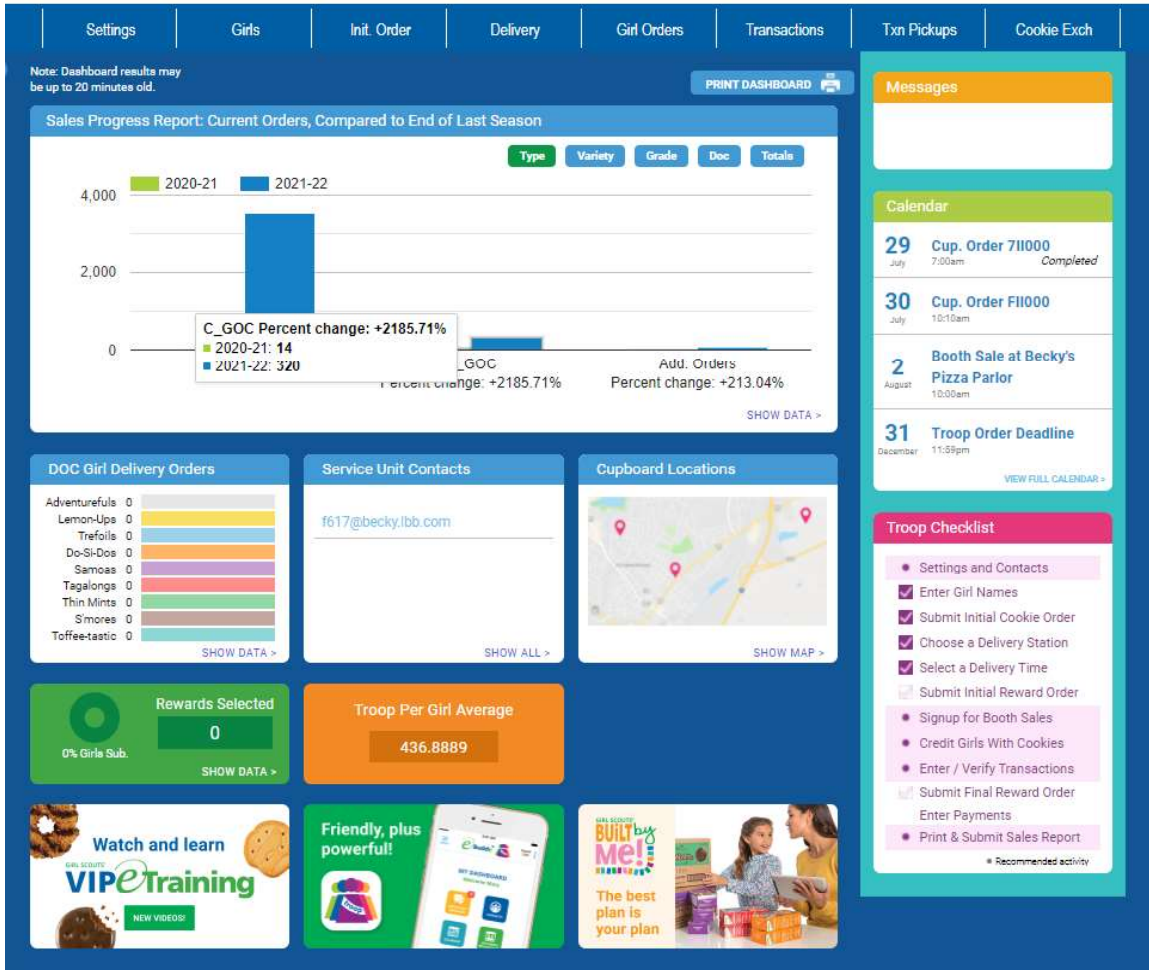 Settings
Girls
Init. Order
Delivery
Girl Orders
Transactions
Txn Pickups
Cookie Exch
Note: Dashboard results may
be up to 20 minutes old.
PRINT DASHBOARD
Sales Progress Report: Current Orders, Compared to End of Last Season
Type
Variety
Grade
Doc
Totals
2020-21
2021-22
4,000
2,000
0
C_GOC Percent change: +2185.71%
2020-21: 14
2021-22: 320
_GOC
Percent change: +2185.71%
Add. Orders
Percent change: +213.04%
SHOW DATA >
DOC Girl Delivery Orders
Adventurefuls 0
Lemon-Ups 0
Trefoils 0
Do-Si-Dos 0
Samoas 0
Tagalongs 0
Thin Mints 0
S'mores 0
Toffee-tastic 0
SHOW DATA >
Service Unit Contacts
f617@becky.lbb.com
SHOW ALL >
Cupboard Locations
SHOW MAP >
Rewards Selected
0
0% Girls Sub.
SHOW DATA >
Troop Per Girl Average
436.8889
Watch and learn
GIRL SCOUTS'
VIP eTraining
NEW VIDEOS!
Friendly, plus
powerful!
troop
MY DASHBOARD
GIRL SCOUTS'
BUILT by
Me!
The best
plan is
your plan
Messages
Calendar
29
July
Cup. Order 7II000
7:00am
Completed
30
July
Cup. Order FII000
10:10am
2
August
Booth Sale at Becky's
Pizza Parlor
10:00am
31
December
Troop Order Deadline
11:59pm
VIEW FULL CALENDAR >
Troop Checklist
Settings and Contacts
Enter Girl Names
Submit Initial Cookie Order
Choose a Delivery Station
Select a Delivery Time
Submit Initial Reward Order
Signup for Booth Sales
Credit Girls With Cookies
Enter / Verify Transactions
Submit Final Reward Order
Enter Payments
Print & Submit Sales Report
Recommended activity